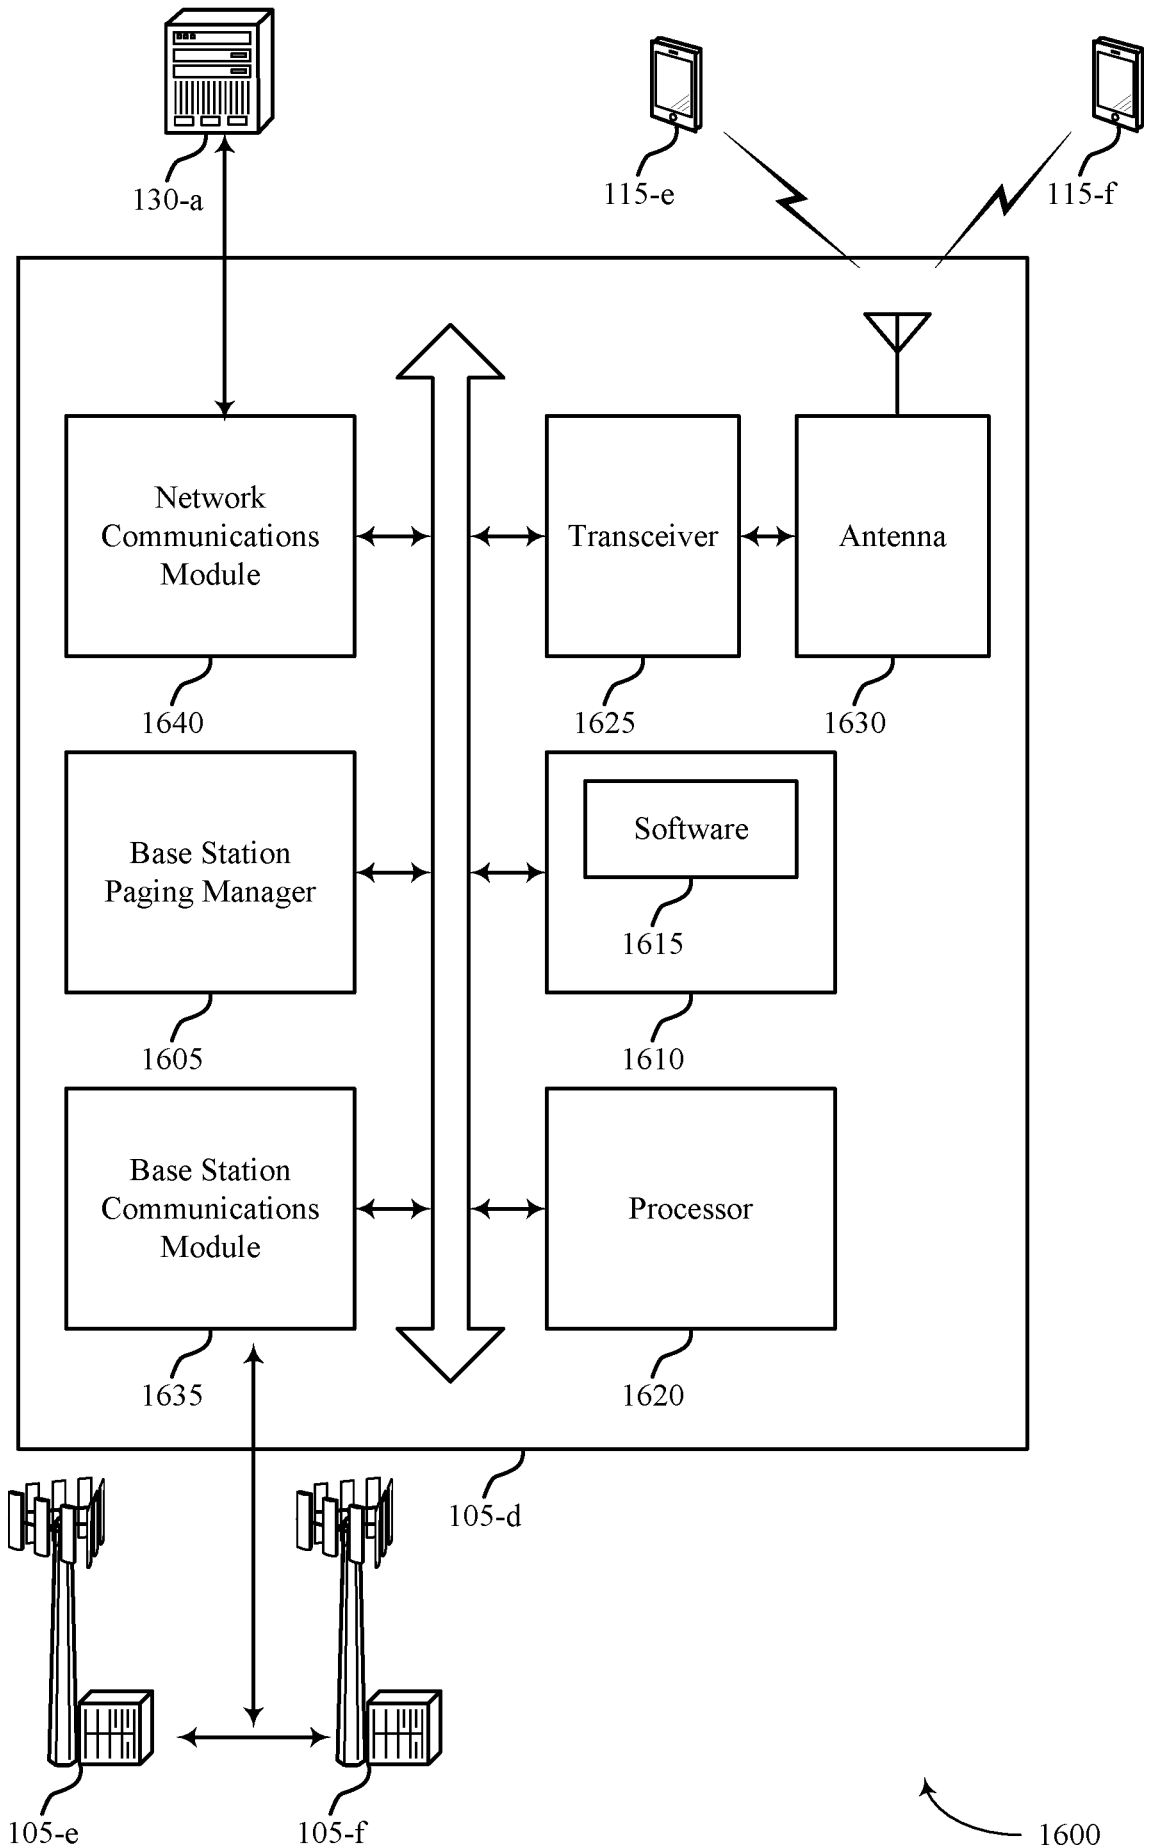 130-a
115-e
115-f
Network
Communications
Module
Transceiver
Antenna
1640
1625
1630
Base Station
Paging Manager
Software
1615
1605
1610
Base Station
Communications
Module
Processor
1635
1620
105-d
105-e
105-f
1600